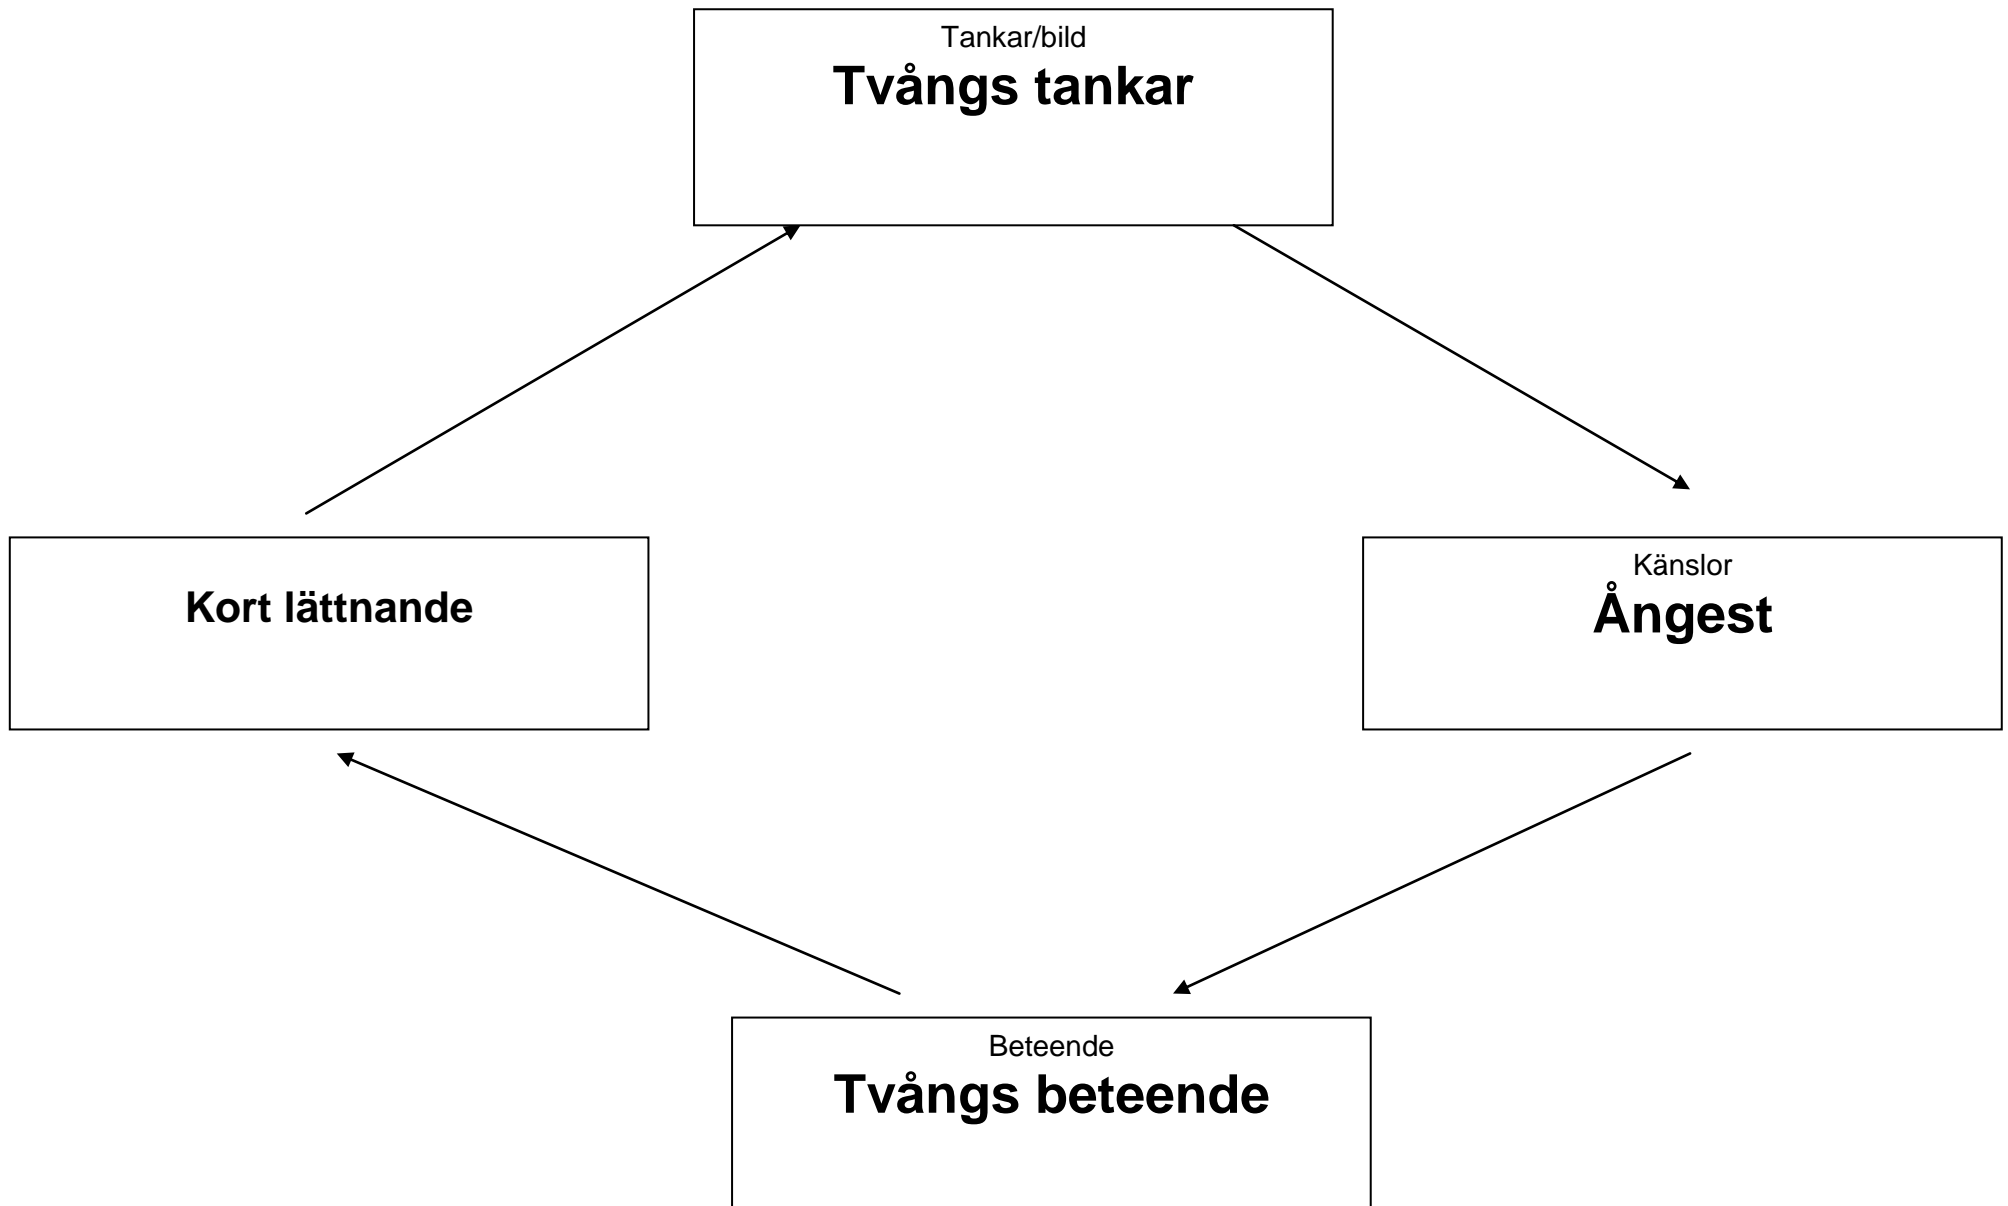 Tankar/bild
Tvångs tankar
Kort lättnande
Känslor
Ångest
Beteende
Tvångs beteende